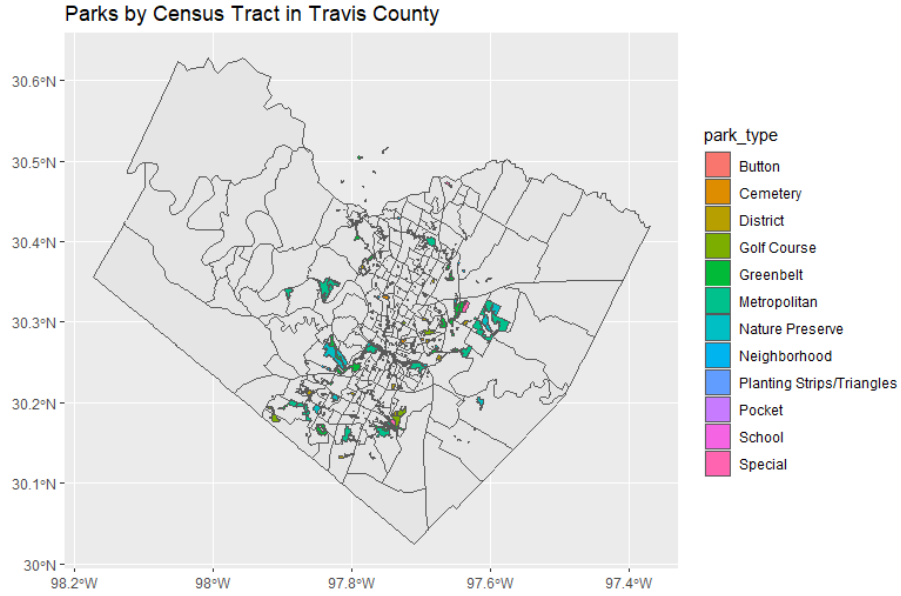 Parks by Census Tract in Travis County
30.6°N
30.5°N
30.4°N
30.3°N
30.2°N
30.1°N
30°N
98.2°W
98°W
97.8°W
97.6°W
97.4°W
park_type
Button
Cemetery
District
Golf Course
Greenbelt
Metropolitan
Nature Preserve
Neighborhood
Planting Strips/Triangles
Pocket
School
Special